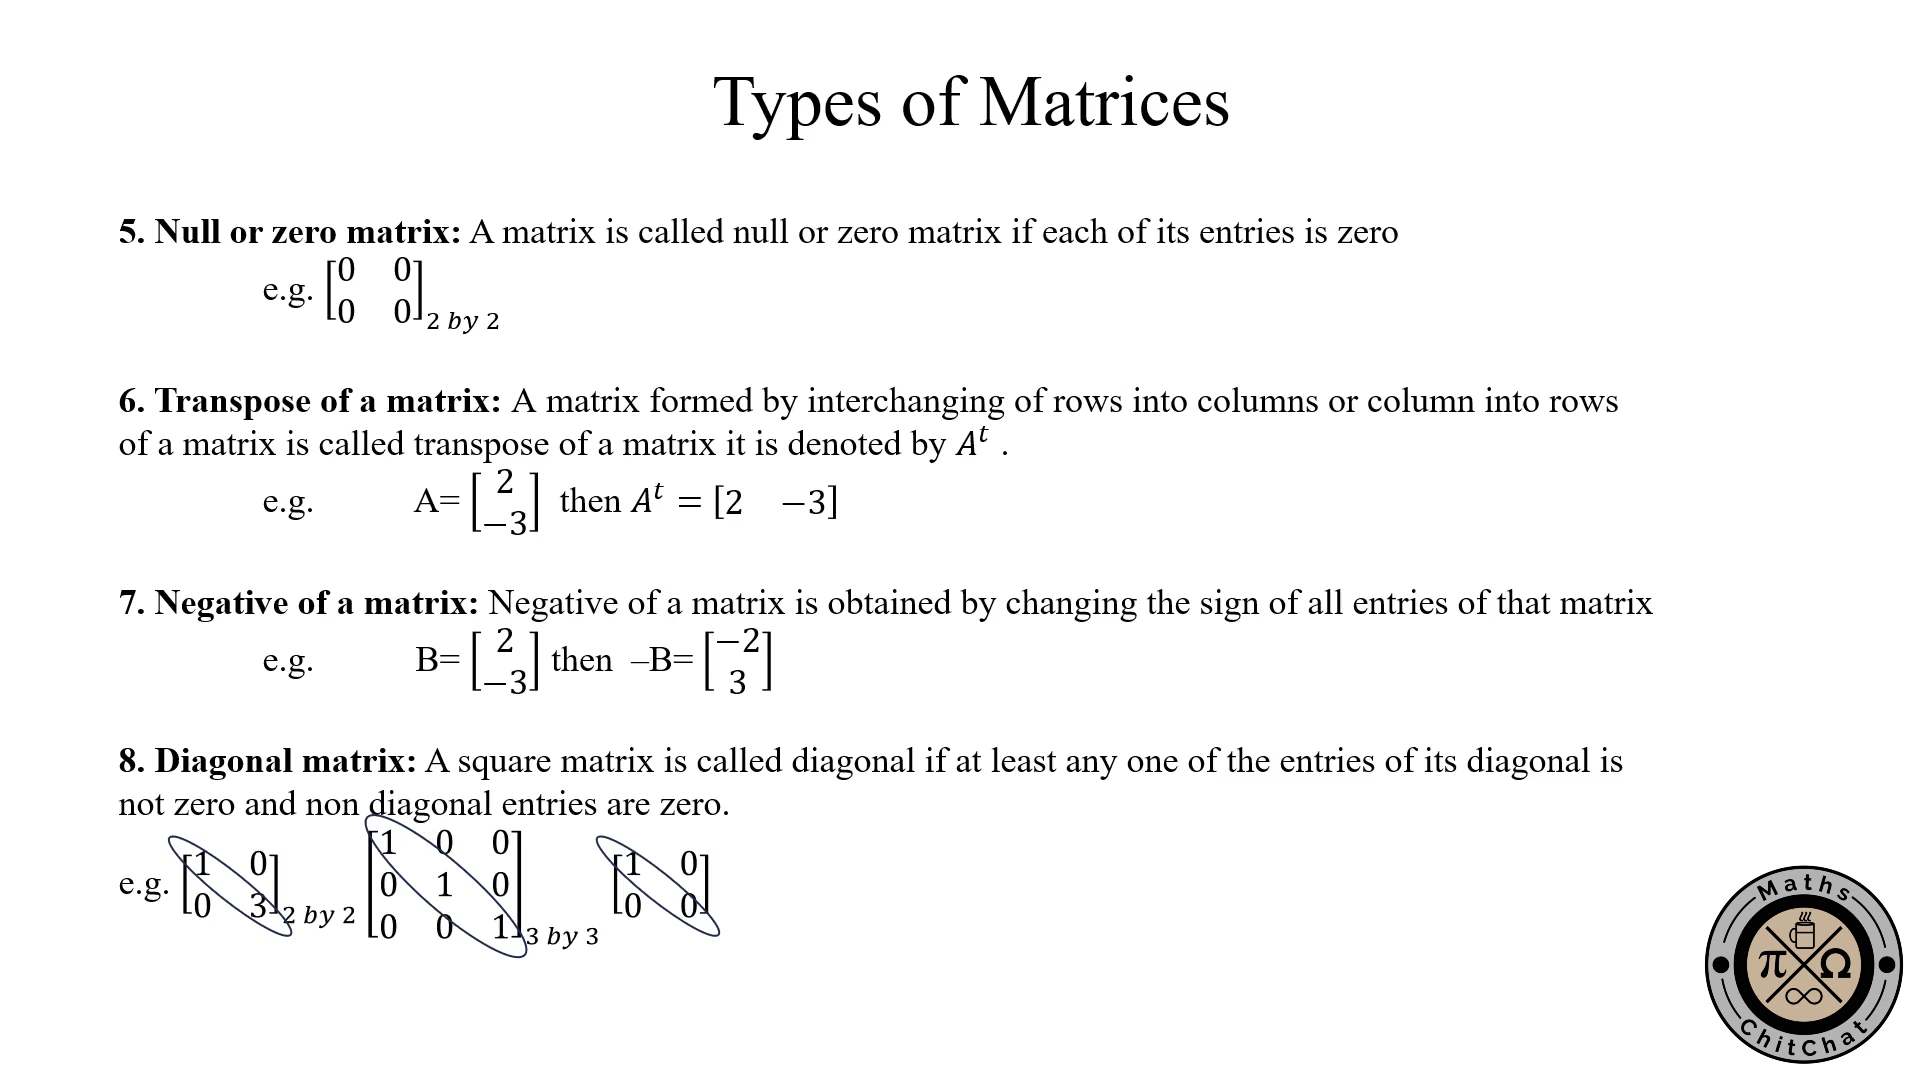 Types of Matrices
5. Null or zero matrix: A matrix is called null or zero matrix if each of its entries is zero
e.g. [0 0
0 0] 2 by 2
6. Transpose of a matrix: A matrix formed by interchanging of rows into columns or column into rows
of a matrix is called transpose of a matrix it is denoted by Aᵗ .
e.g. A= [2
−3] then Aᵗ = [2 −3]
7. Negative of a matrix: Negative of a matrix is obtained by changing the sign of all entries of that matrix
e.g. B= [2
−3] then –B= [−2
3]
8. Diagonal matrix: A square matrix is called diagonal if at least any one of the entries of its diagonal is
not zero and non diagonal entries are zero.
e.g. [1 0
0 3] 2 by 2
[1 0 0
0 1 0
0 0 1] 3 by 3
[1 0
0 0]
Maths
π Ω
∞
ChitChat